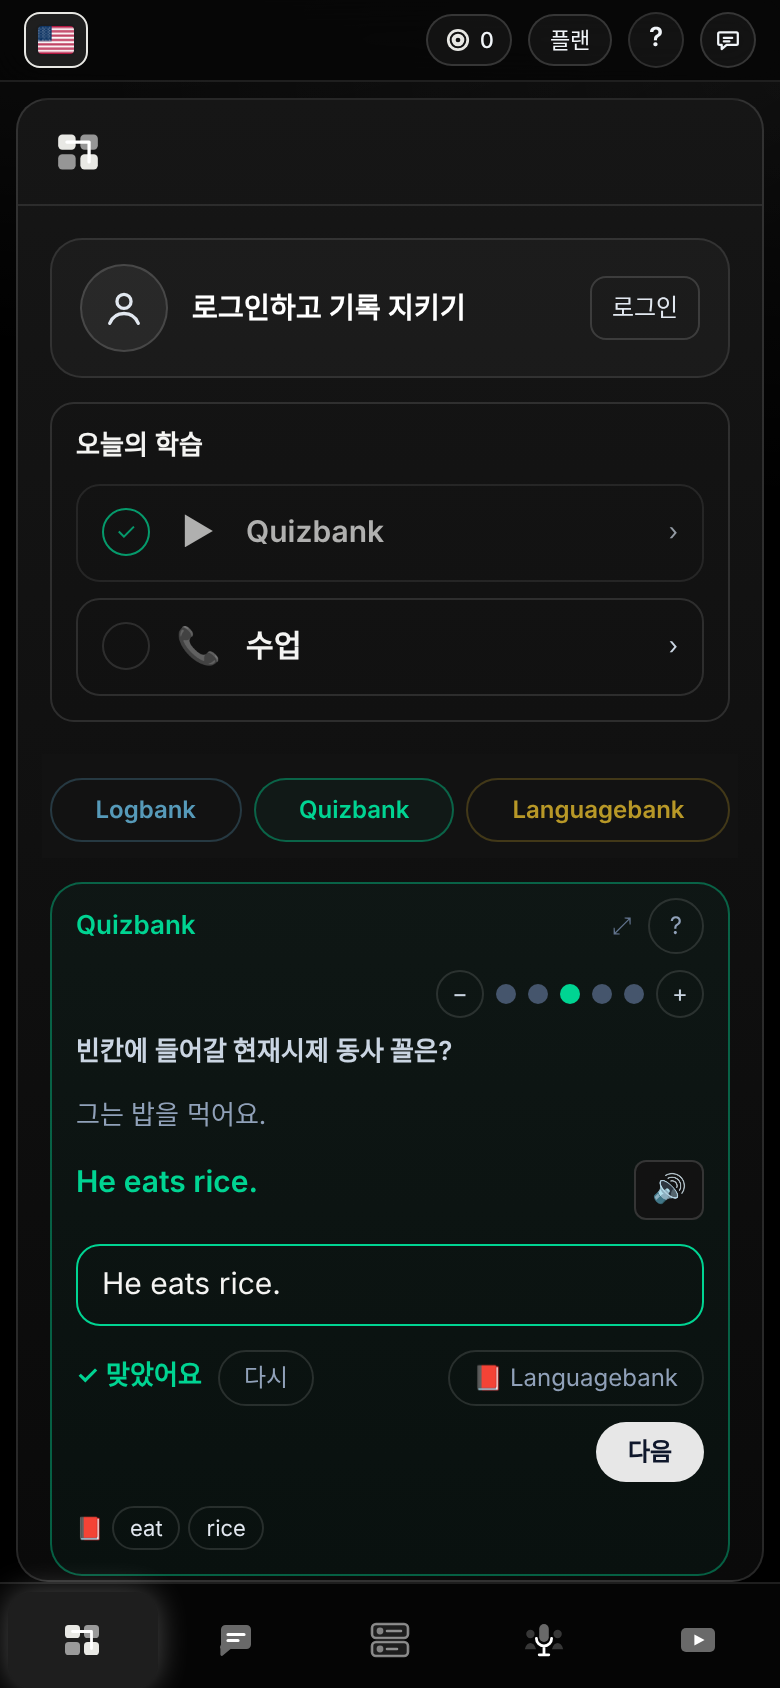 0
플랜
?
로그인하고 기록 지키기
로그인
오늘의 학습
Quizbank
수업
Logbank
Quizbank
Languagebank
Quizbank
?
− +
빈칸에 들어갈 현재시제 동사 꼴은?
그는 밥을 먹어요.
He eats rice.
He eats rice.
✓ 맞았어요
다시
Languagebank
다음
eat
rice